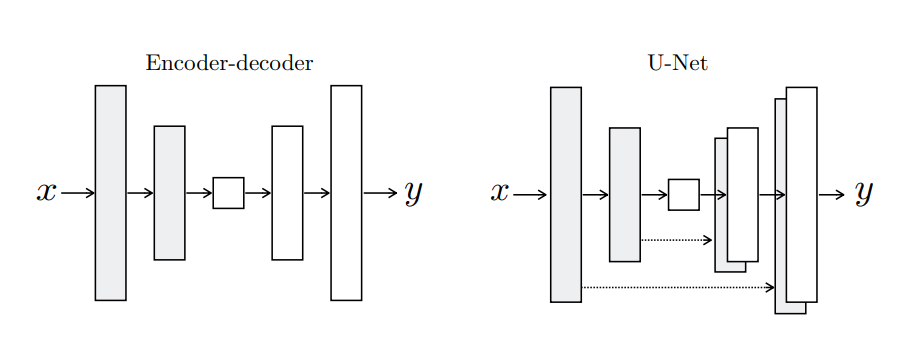 Encoder-decoder
x
y
U-Net
x
y